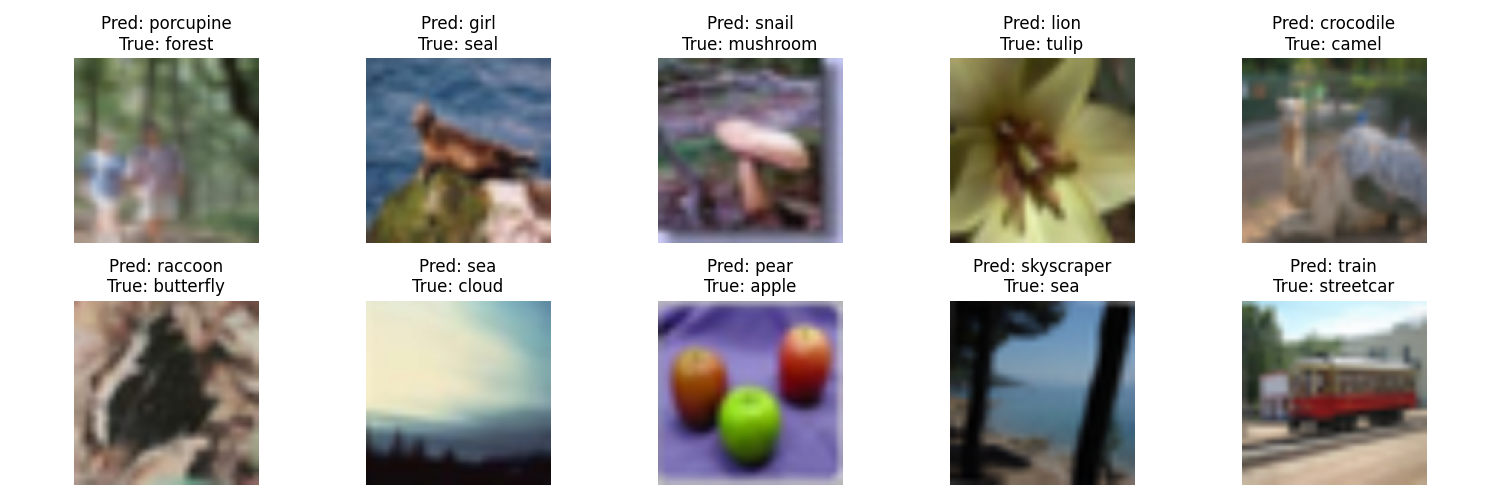 Pred: porcupine
True: forest
Pred: girl
True: seal
Pred: snail
True: mushroom
Pred: lion
True: tulip
Pred: crocodile
True: camel
Pred: raccoon
True: butterfly
Pred: sea
True: cloud
Pred: pear
True: apple
Pred: skyscraper
True: sea
Pred: train
True: streetcar